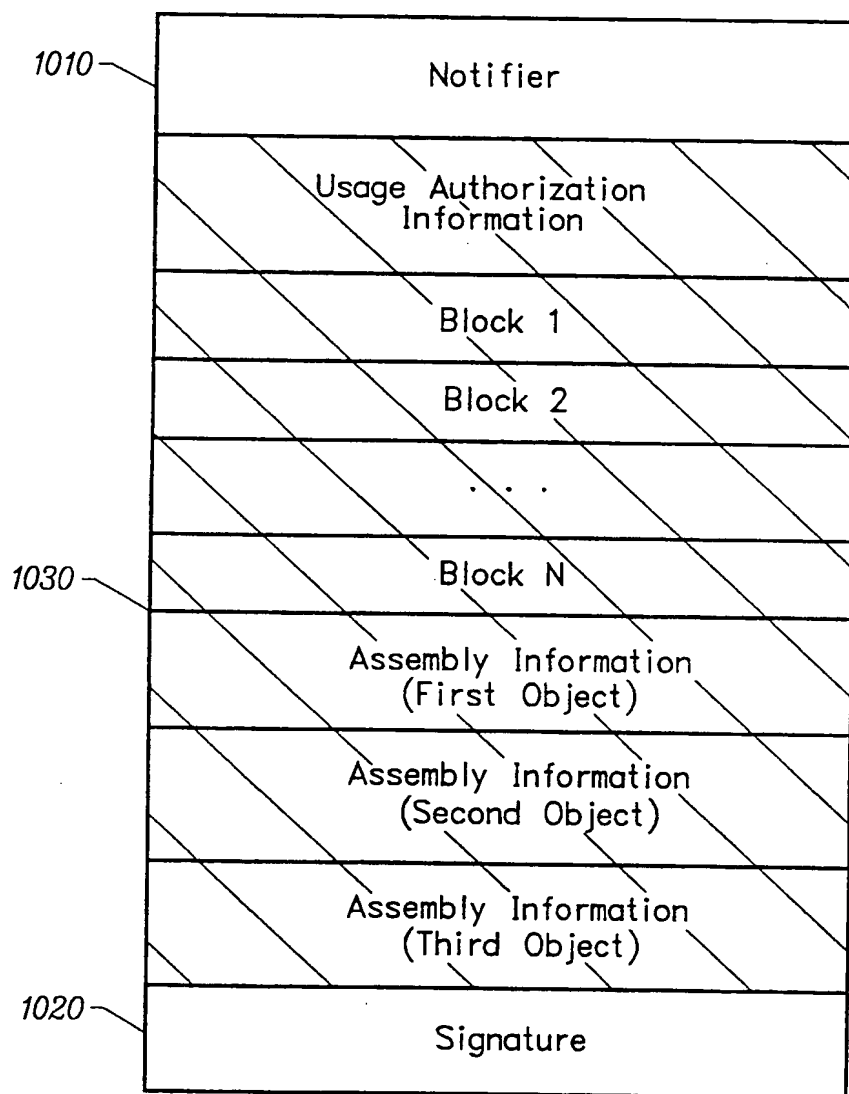 1010
Notifier
Usage Authorization
Information
Block 1
Block 2
. . .
1030
Block N
Assembly Information
(First Object)
Assembly Information
(Second Object)
Assembly Information
(Third Object)
1020
Signature